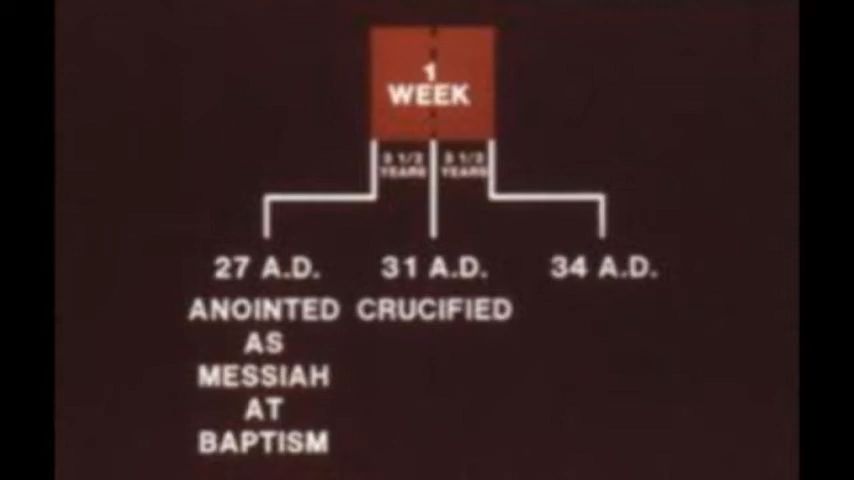 1
WEEK
3 1/2 3 1/2
YEARS YEARS
27 A.D. 31 A.D. 34 A.D.
ANOINTED CRUCIFIED
AS
MESSIAH
AT
BAPTISM